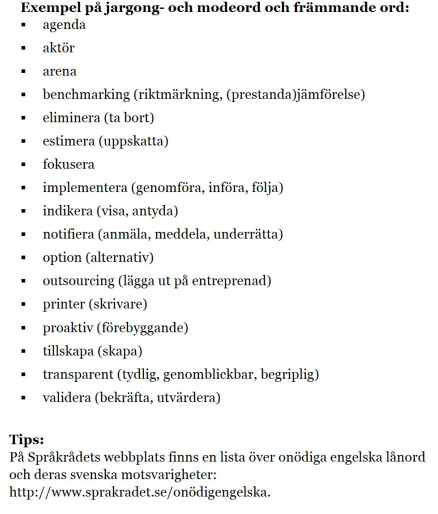 Exempel på jargong- och modeord och främmande ord:
▪ agenda
▪ aktör
▪ arena
▪ benchmarking (riktmärkning, (prestanda)jämförelse)
▪ eliminera (ta bort)
▪ estimera (uppskatta)
▪ fokusera
▪ implementera (genomföra, införa, följa)
▪ indikera (visa, antyda)
▪ notifiera (anmäla, meddela, underrätta)
▪ option (alternativ)
▪ outsourcing (lägga ut på entreprenad)
▪ printer (skrivare)
▪ proaktiv (förebyggande)
▪ tillskapa (skapa)
▪ transparent (tydlig, genomblickbar, begriplig)
▪ validera (bekräfta, utvärdera)
Tips:
På Språkrådets webbplats finns en lista över onödiga engelska lånord
och deras svenska motsvarigheter:
http://www.sprakradet.se/onödigengelska.